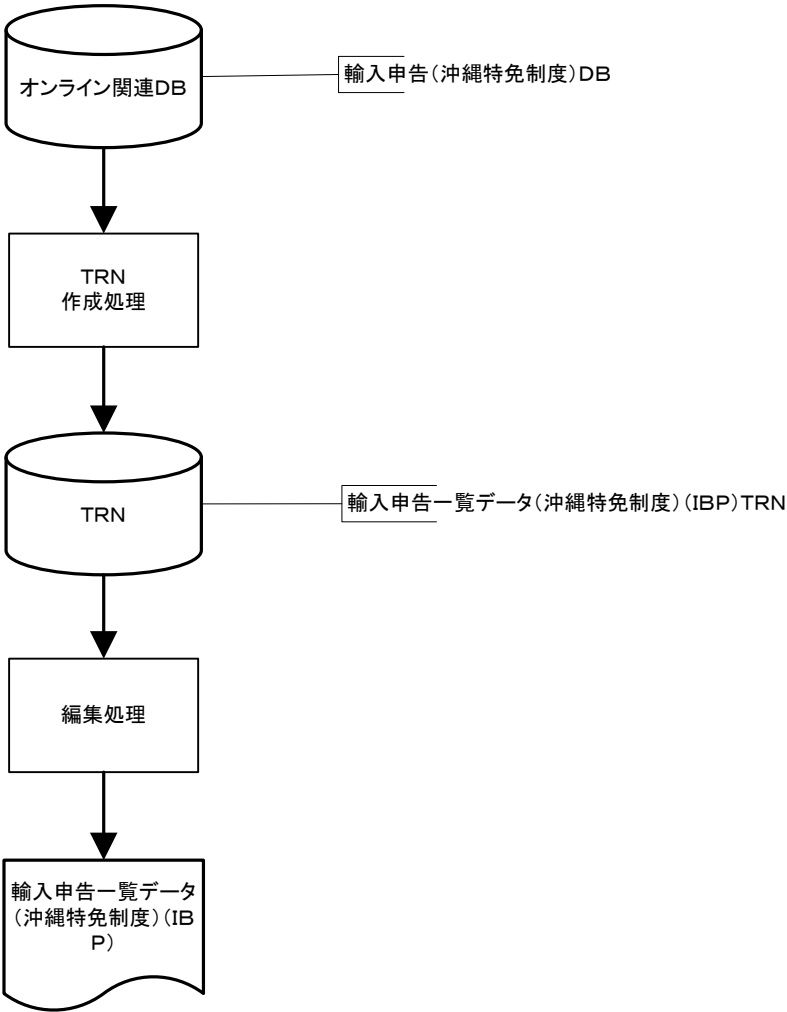 オンライン関連DB
輸入申告(沖縄特免制度)DB
TRN
作成処理
TRN
輸入申告一覧データ(沖縄特免制度)(IBP)TRN
編集処理
輸入申告一覧データ
(沖縄特免制度)(IB
P)